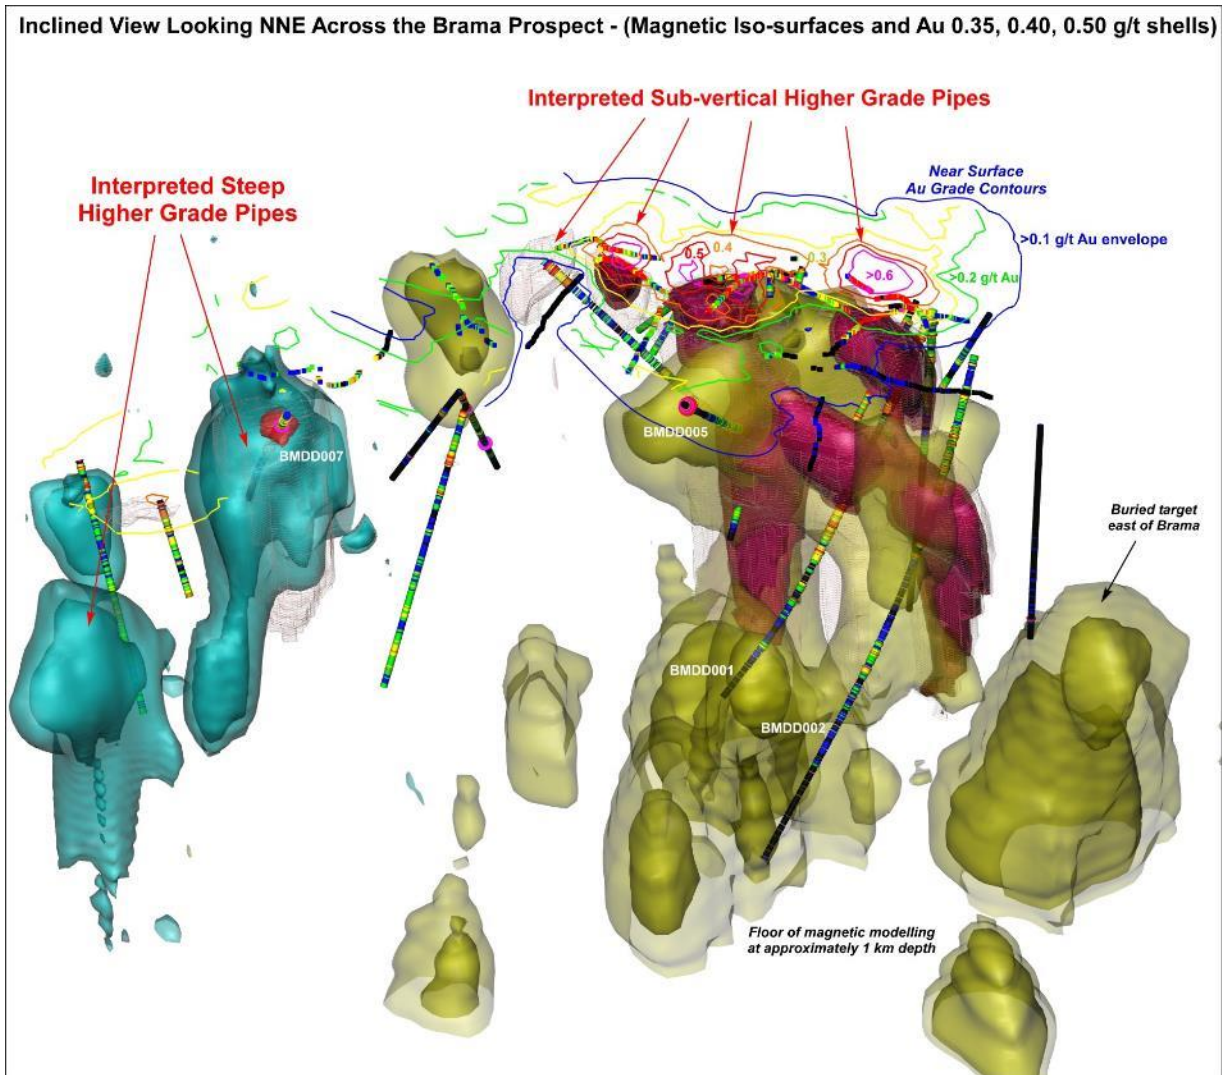 Inclined View Looking NNE Across the Brama Prospect - (Magnetic Iso-surfaces and Au 0.35, 0.40, 0.50 g/t shells)
Interpreted Sub-vertical Higher Grade Pipes
Interpreted Steep
Higher Grade Pipes
Near Surface
Au Grade Contours
>0.1 g/t Au envelope
0.5
0.4
0.3
>0.6
>0.2 g/t Au
BMDD005
BMDD007
Buried target
east of Brama
BMDD001
BMDD002
Floor of magnetic modelling
at approximately 1 km depth